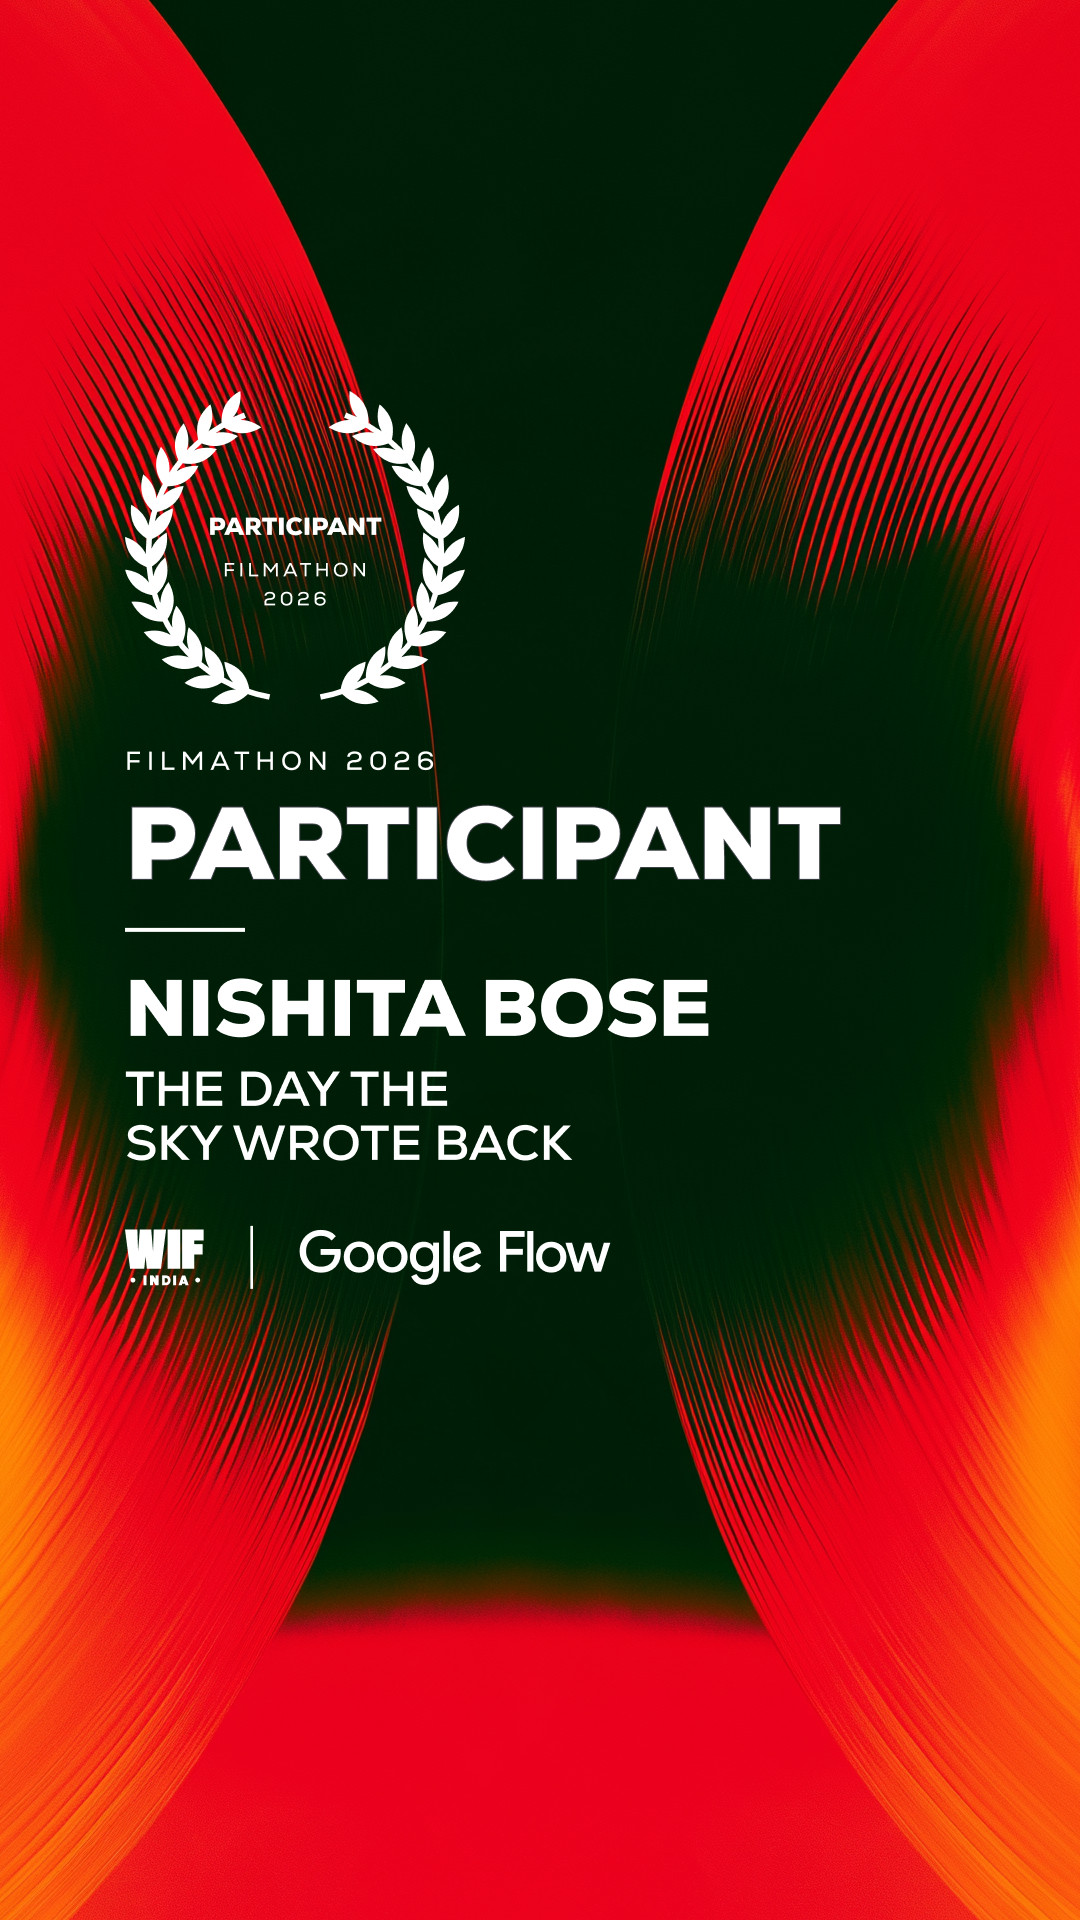 PARTICIPANT
FILMATHON
2026
FILMATHON 2026
PARTICIPANT
NISHITA BOSE
THE DAY THE
SKY WROTE BACK
WIF
• INDIA •
Google Flow